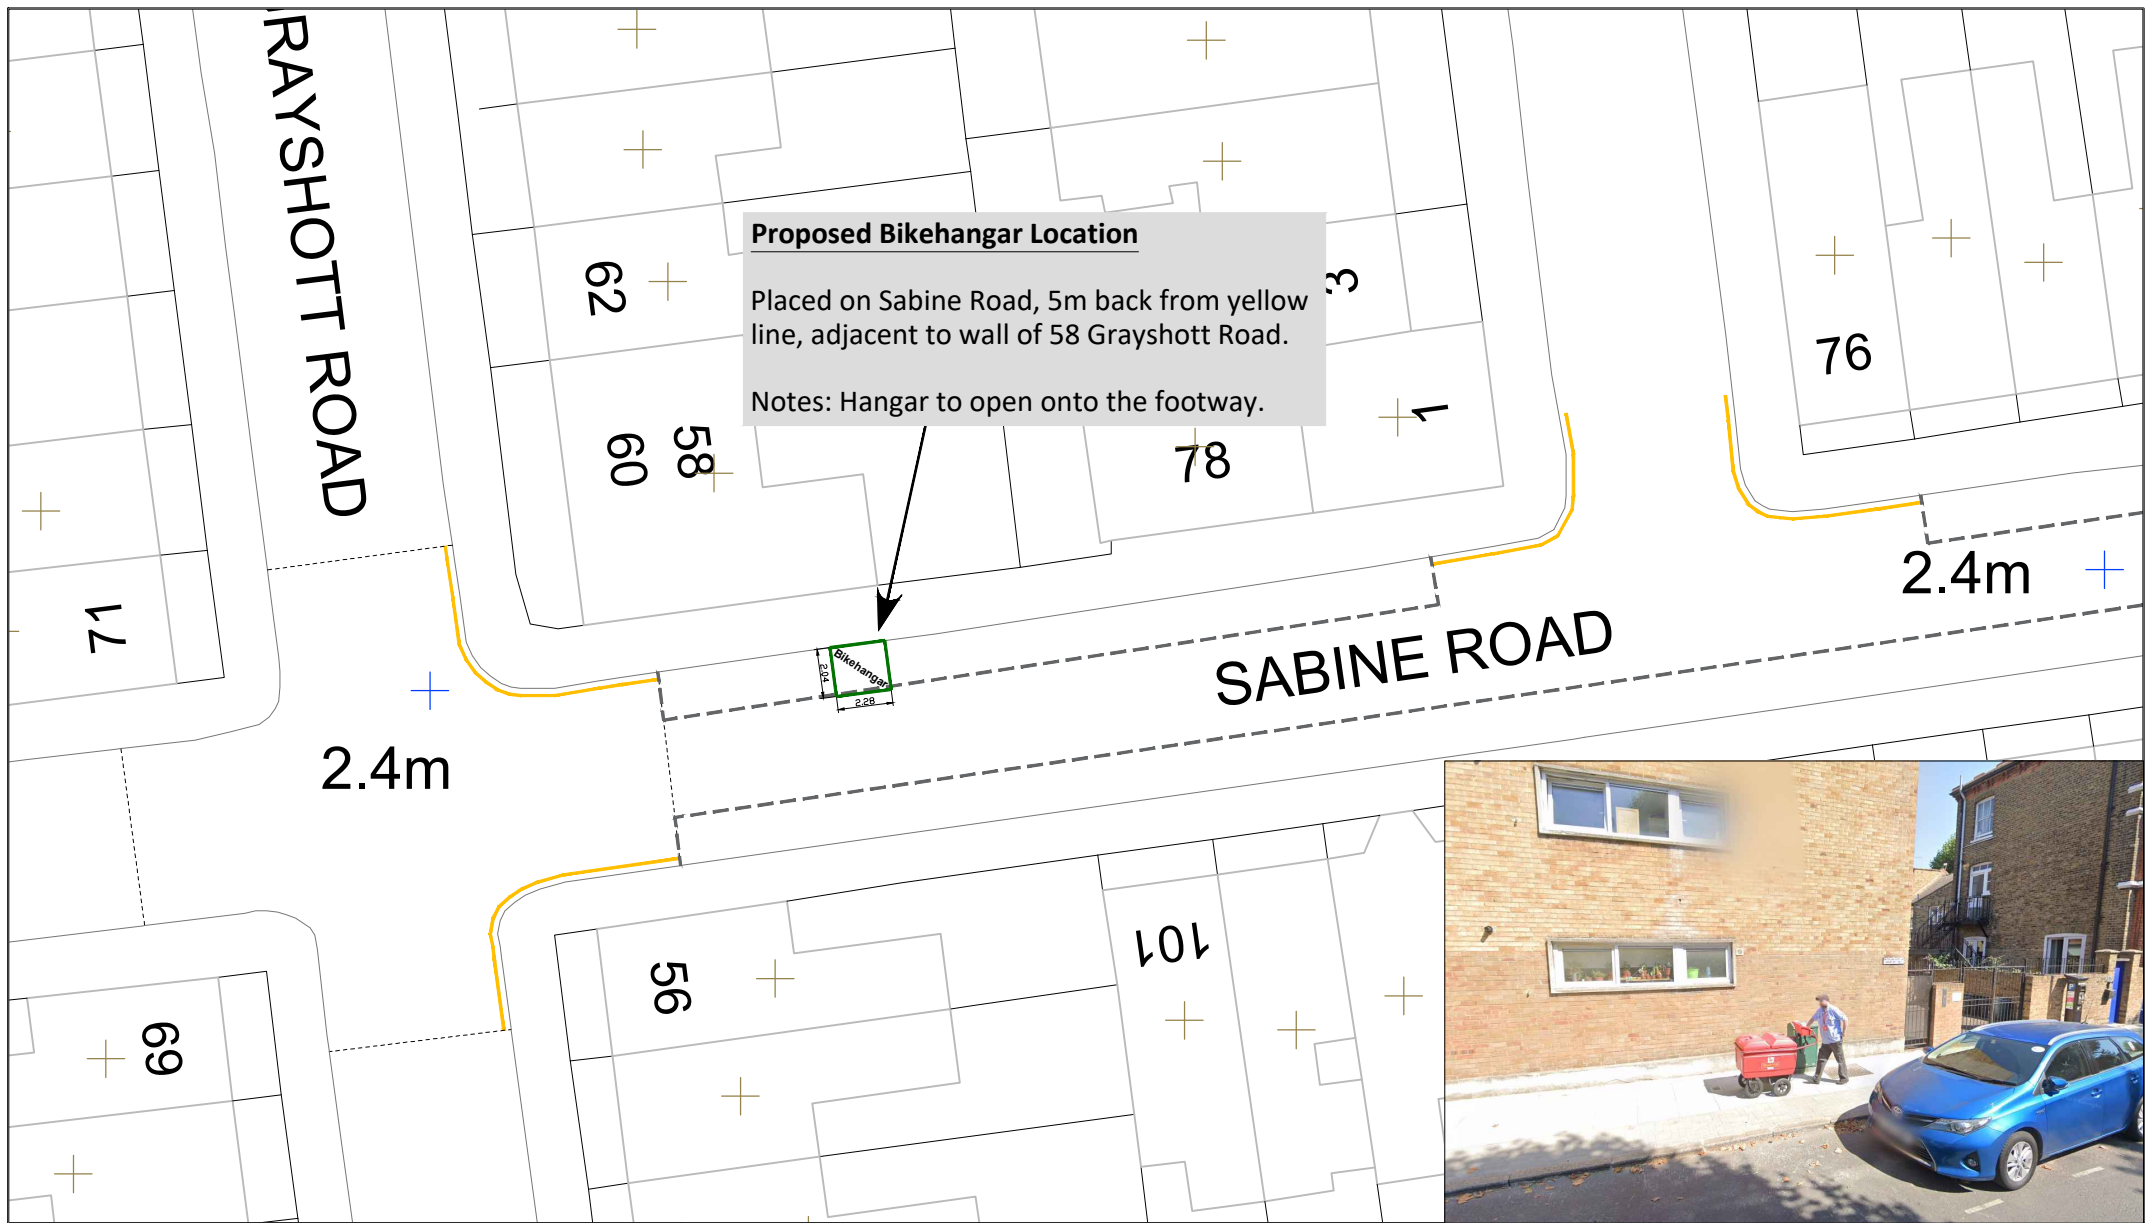 GRAYSHOTT ROAD
Proposed Bikehangar Location
Placed on Sabine Road, 5m back from yellow
line, adjacent to wall of 58 Grayshott Road.
Notes: Hangar to open onto the footway.
62
3
76
60
58
78
1
71
Bikehangar
2.04
2.28
SABINE ROAD
2.4m
2.4m
56
101
69